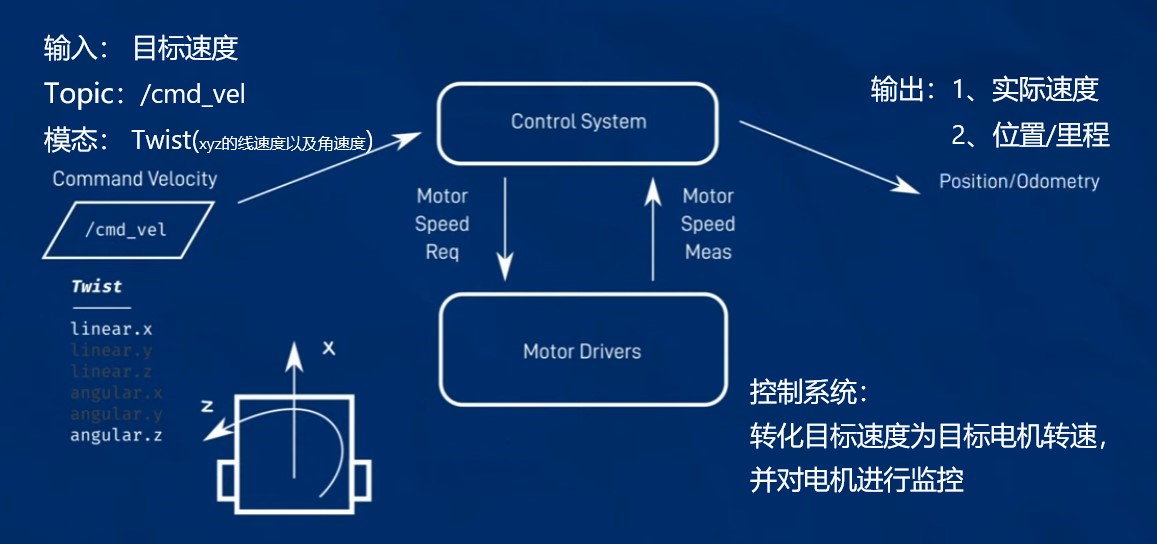 输入： 目标速度
Topic：/cmd_vel
模态： Twist(xyz的线速度以及角速度)
Command Velocity
/cmd_vel
Twist
linear.x
linear.y
linear.z
angular.x
angular.y
angular.z
X
Z
Control System
Motor
Speed
Req
Motor
Speed
Meas
Motor Drivers
输出：1、实际速度
2、位置/里程
Position/Odometry
控制系统：
转化目标速度为目标电机转速，
并对电机进行监控